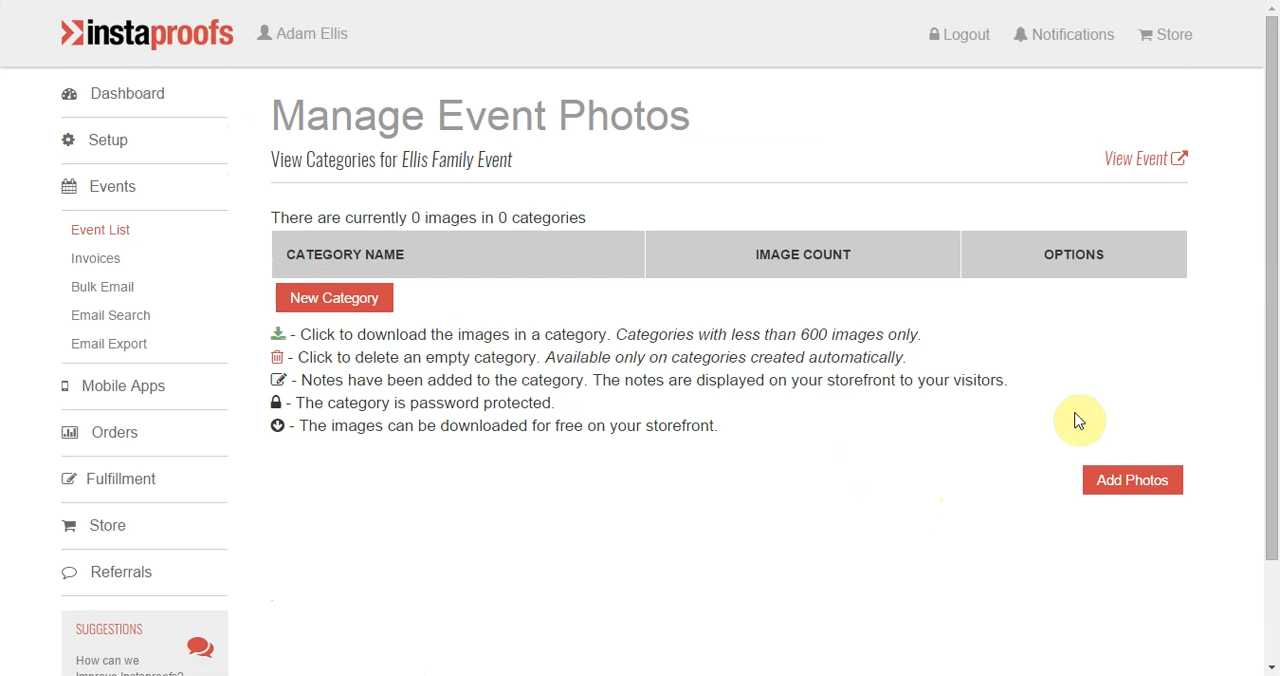 instaproofs
Adam Ellis
Logout
Notifications
Store
Dashboard
Setup
Events
Event List
Invoices
Bulk Email
Email Search
Email Export
Mobile Apps
Orders
Fulfillment
Store
Referrals
SUGGESTIONS
How can we
improve Instaproofs?
Manage Event Photos
View Categories for Ellis Family Event
View Event
There are currently 0 images in 0 categories
CATEGORY NAME
IMAGE COUNT
OPTIONS
New Category
- Click to download the images in a category. Categories with less than 600 images only.
- Click to delete an empty category. Available only on categories created automatically.
- Notes have been added to the category. The notes are displayed on your storefront to your visitors.
- The category is password protected.
- The images can be downloaded for free on your storefront.
Add Photos